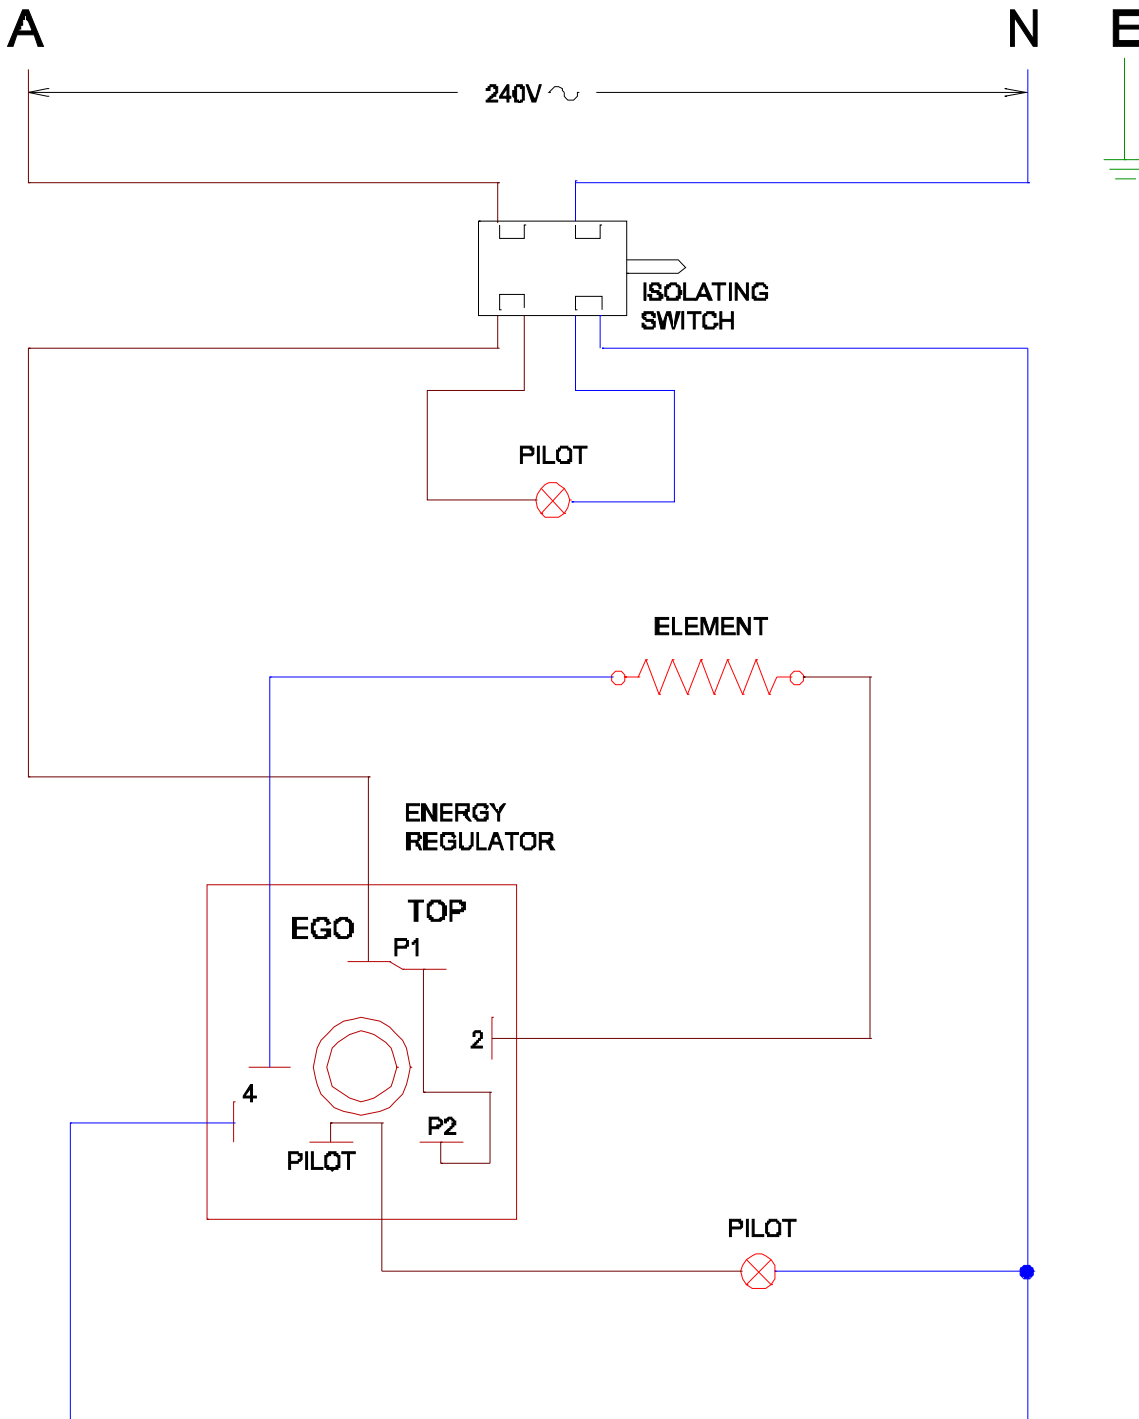 A
N
E
240V
ISOLATING
SWITCH
PILOT
ELEMENT
ENERGY
REGULATOR
EGO
TOP
P1
2
4
P2
PILOT
PILOT